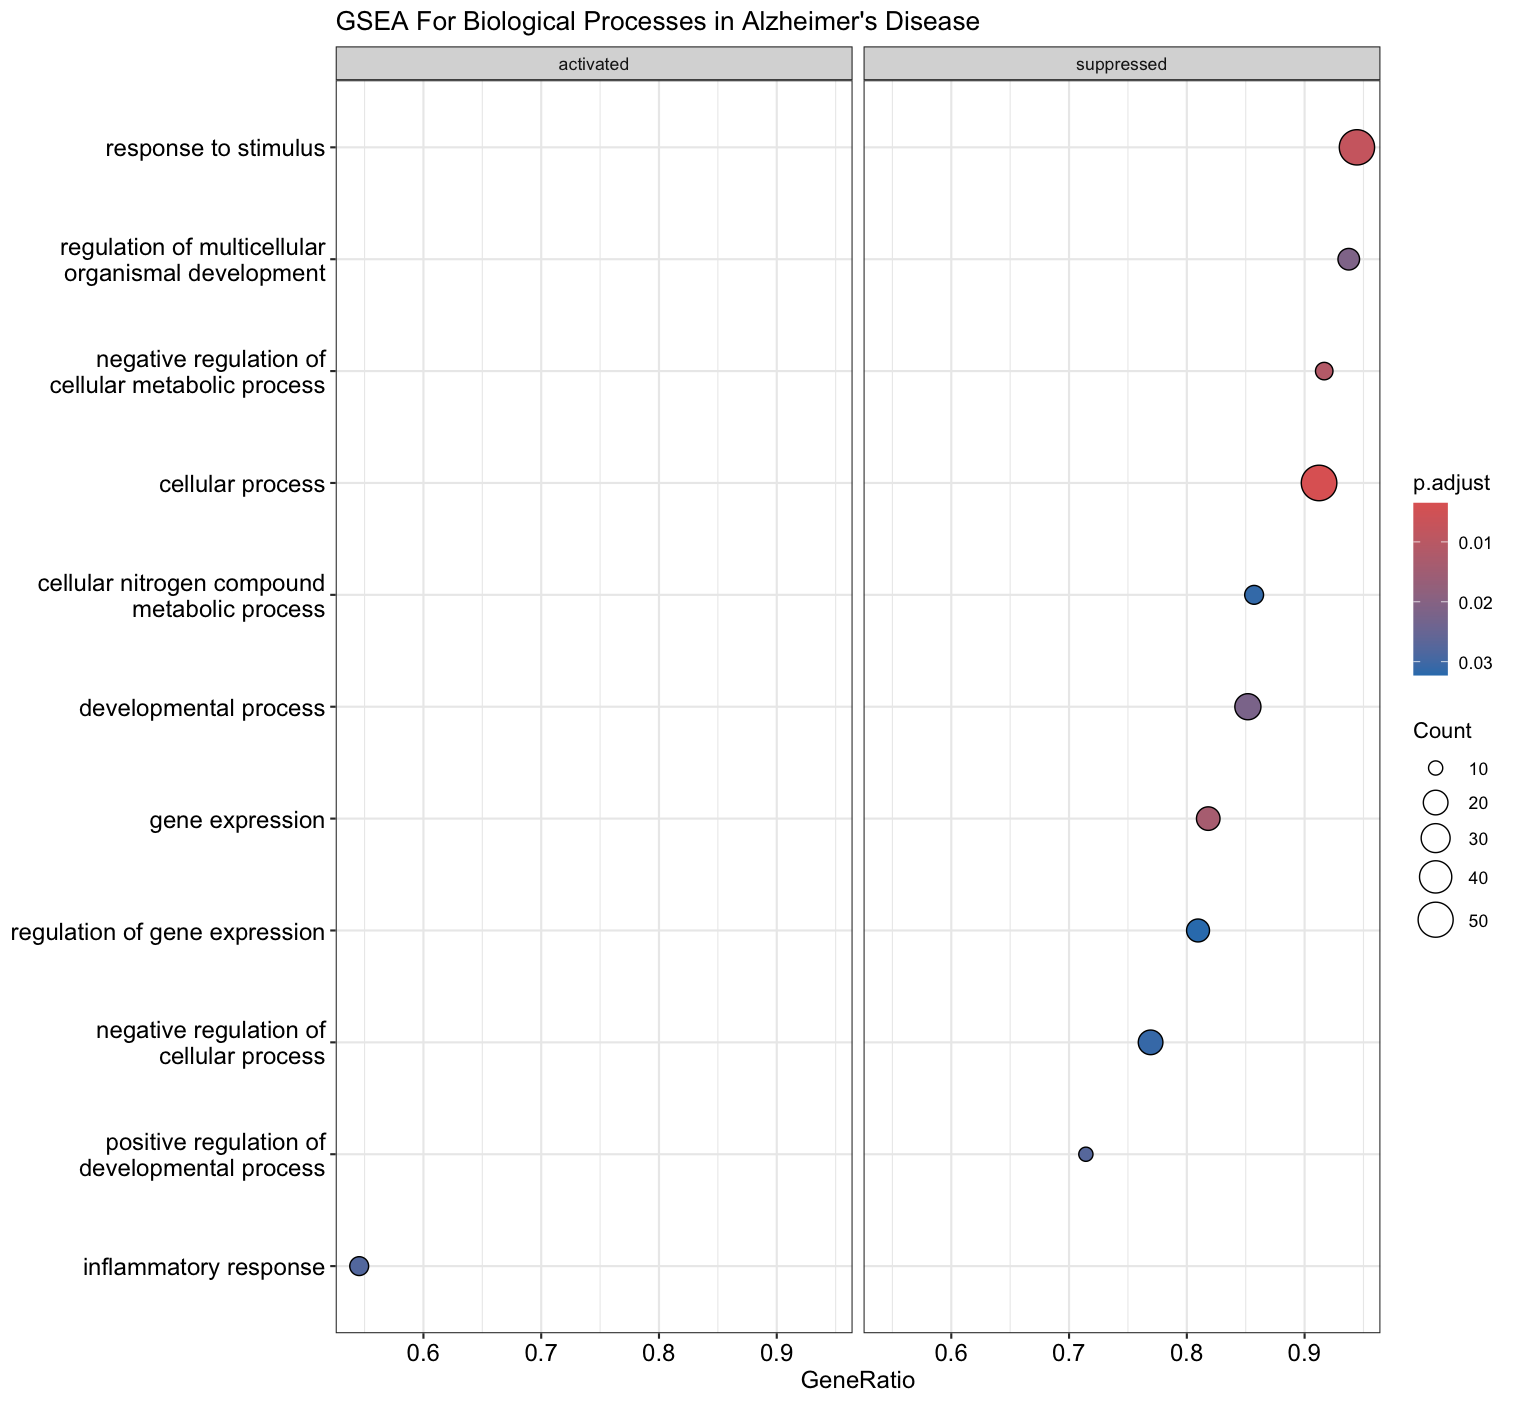 GSEA For Biological Processes in Alzheimer's Disease
activated
suppressed
response to stimulus
regulation of multicellular
organismal development
negative regulation of
cellular metabolic process
cellular process
cellular nitrogen compound
metabolic process
developmental process
gene expression
regulation of gene expression
negative regulation of
cellular process
positive regulation of
developmental process
inflammatory response
0.6 0.7 0.8 0.9
0.6 0.7 0.8 0.9
GeneRatio
p.adjust
0.01
0.02
0.03
Count
10
20
30
40
50